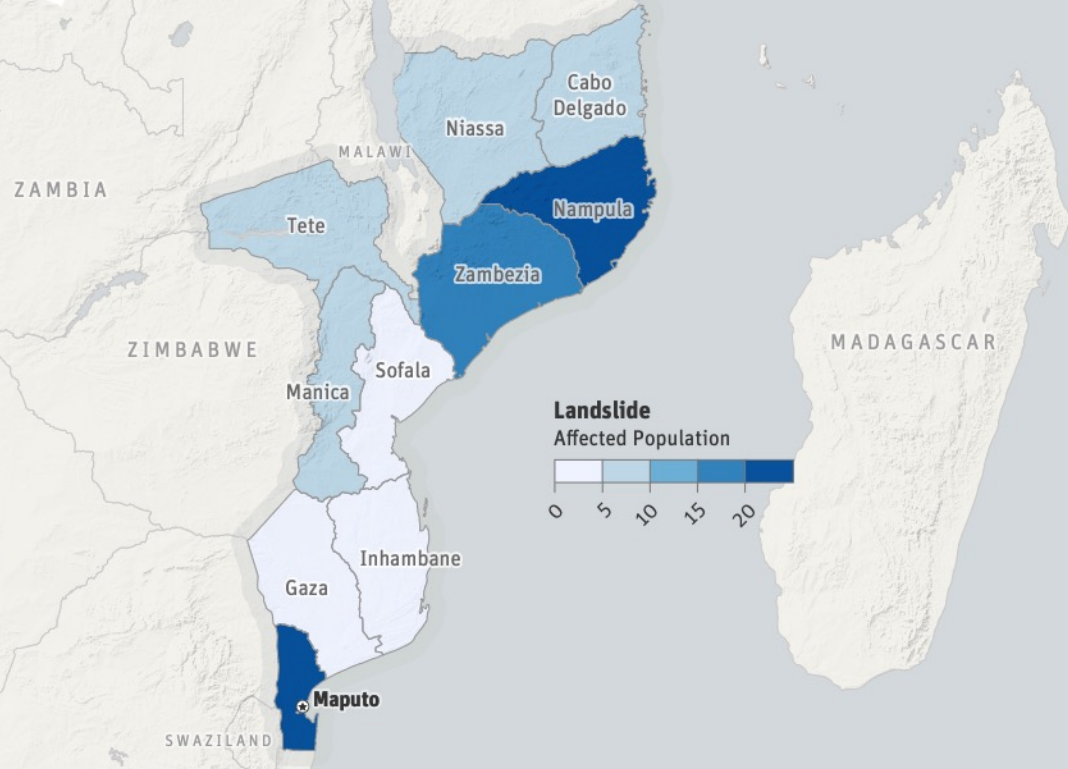 Cabo
Delgado
Niassa
MALAWI
ZAMBIA
Nampula
Tete
Zambezia
MADAGASCAR
ZIMBABWE
Sofala
Manica
Landslide
Affected Population
0
5
10
15
20
Inhambane
Gaza
Maputo
SWAZILAND